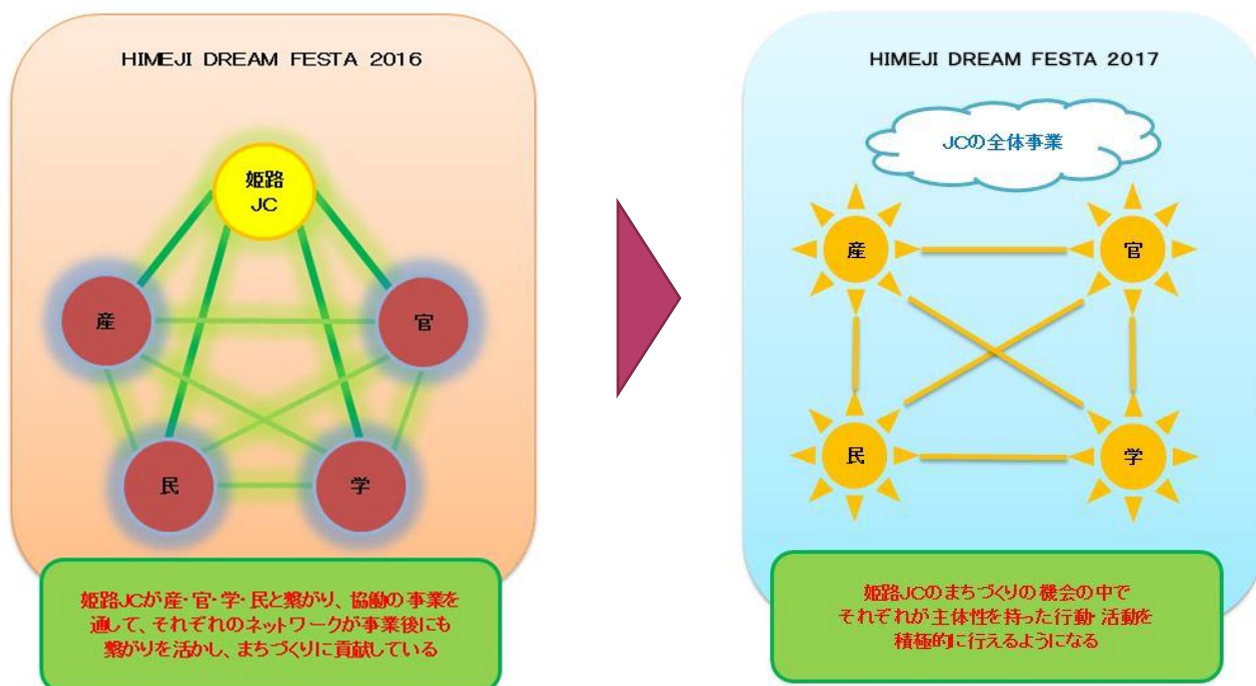 HIMEJI DREAM FESTA 2016
姫路
JC
産
官
民
学
姫路JCが産・官・学・民と繋がり、協働の事業を
通して、それぞれのネットワークが事業後にも
繋がりを活かし、まちづくりに貢献している
HIMEJI DREAM FESTA 2017
JCの全体事業
産
官
民
学
姫路JCのまちづくりの機会の中で
それぞれが主体性を持った行動・活動を
積極的に行えるようになる